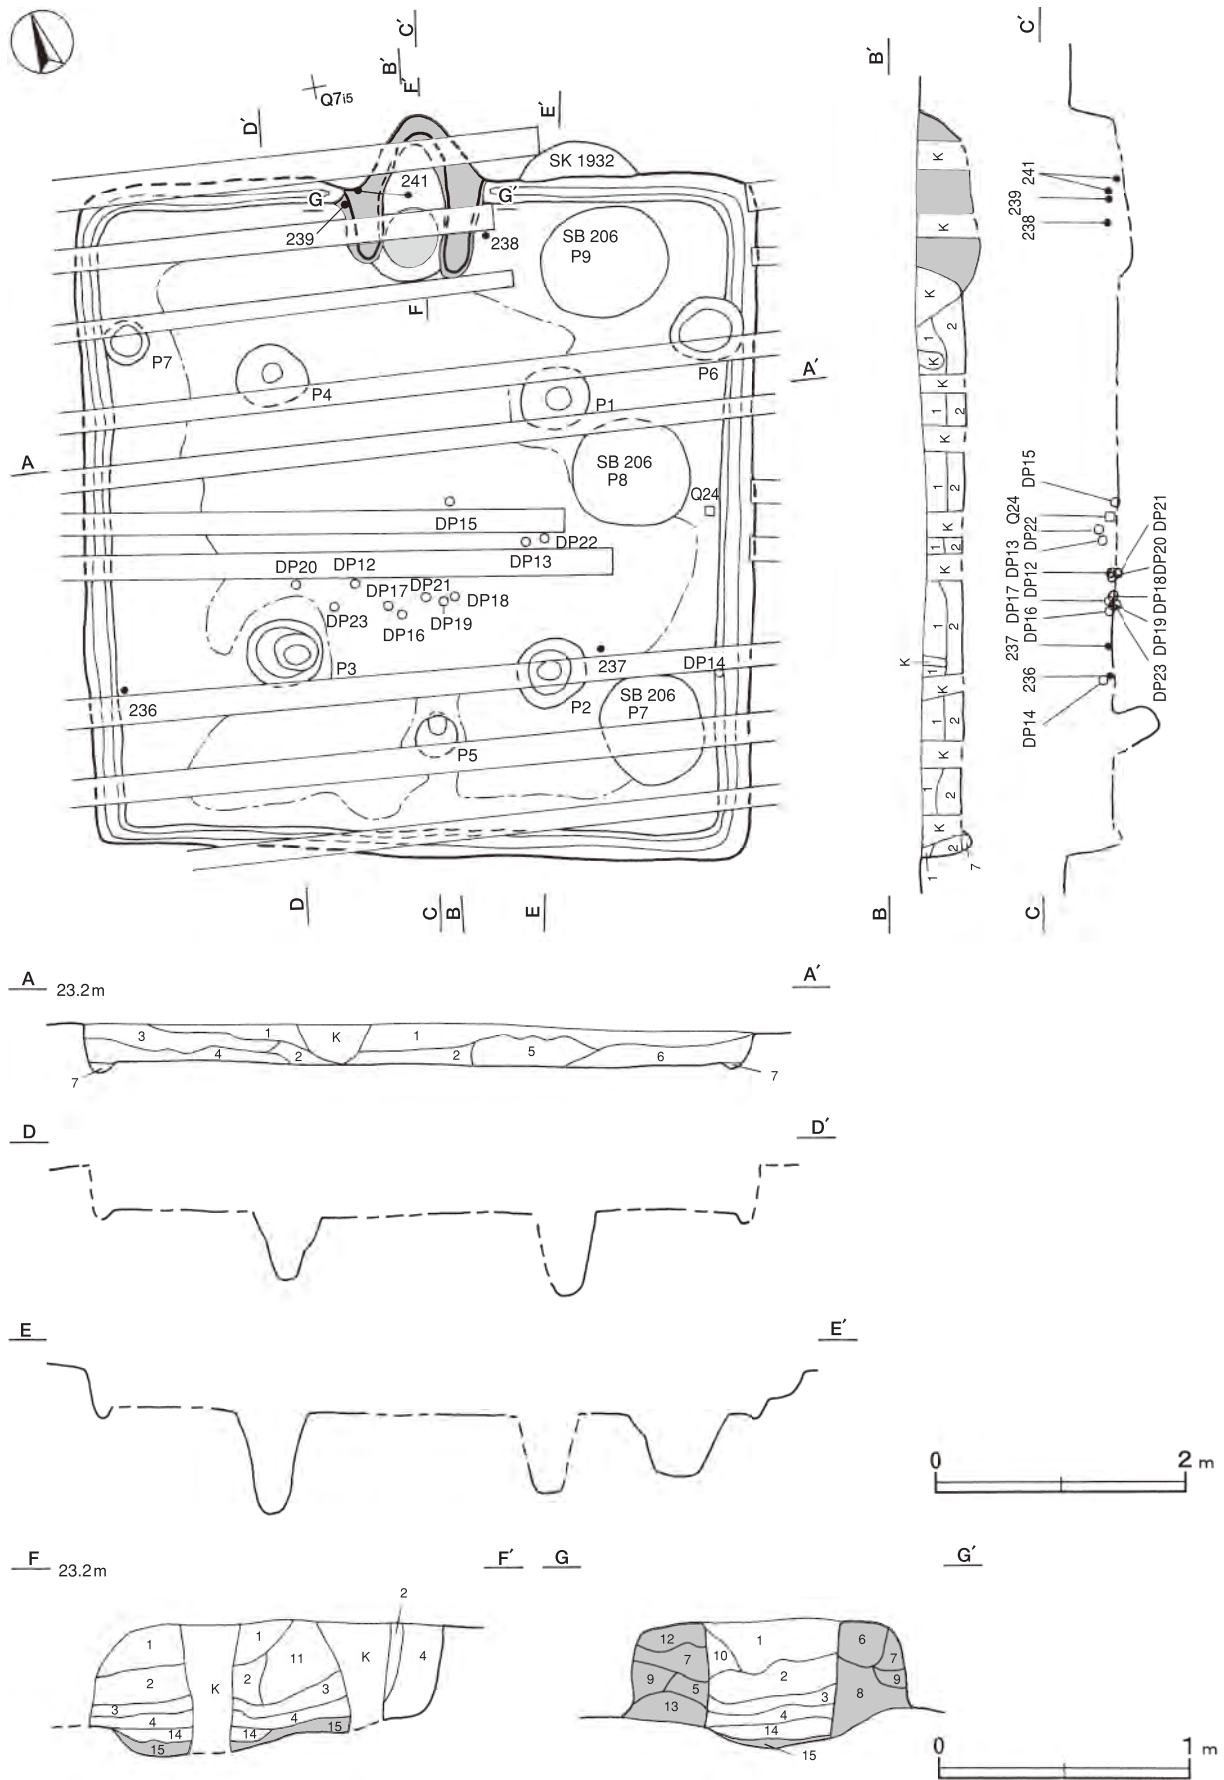 C′
B′
F′
Q7i5
D′
E′
SK 1932
G
241
G′
239
238
SB 206
P9
F
P7
P4
P6
P1
A′
A
SB 206
P8
Q24
DP15
DP22
DP13
DP20
DP12
DP17
DP21
DP18
DP23
DP16
DP19
P3
237
DP14
236
P2
SB 206
P7
P5
D
C
B
E
B′
K
K
K
1
2
K
K
1
2
K
1
2
K
1
2
K
1
2
K
1
K
1
2
K
1
2
K
2
1
7
B
C′
241
239
238
DP15
Q24
DP22
DP13
DP12
DP17
DP16
237
236
DP14
DP21
DP20
DP18
DP19
DP23
C
A
23.2m
A′
3
1
K
1
4
2
2
5
6
7
7
D
D′
E
E′
0
2 m
F
23.2m
F′
2
1
1
11
K
K
4
2
2
3
3
4
4
14
14
15
15
G
G′
12
1
6
7
10
7
9
5
2
9
3
8
13
4
14
15
0
1 m